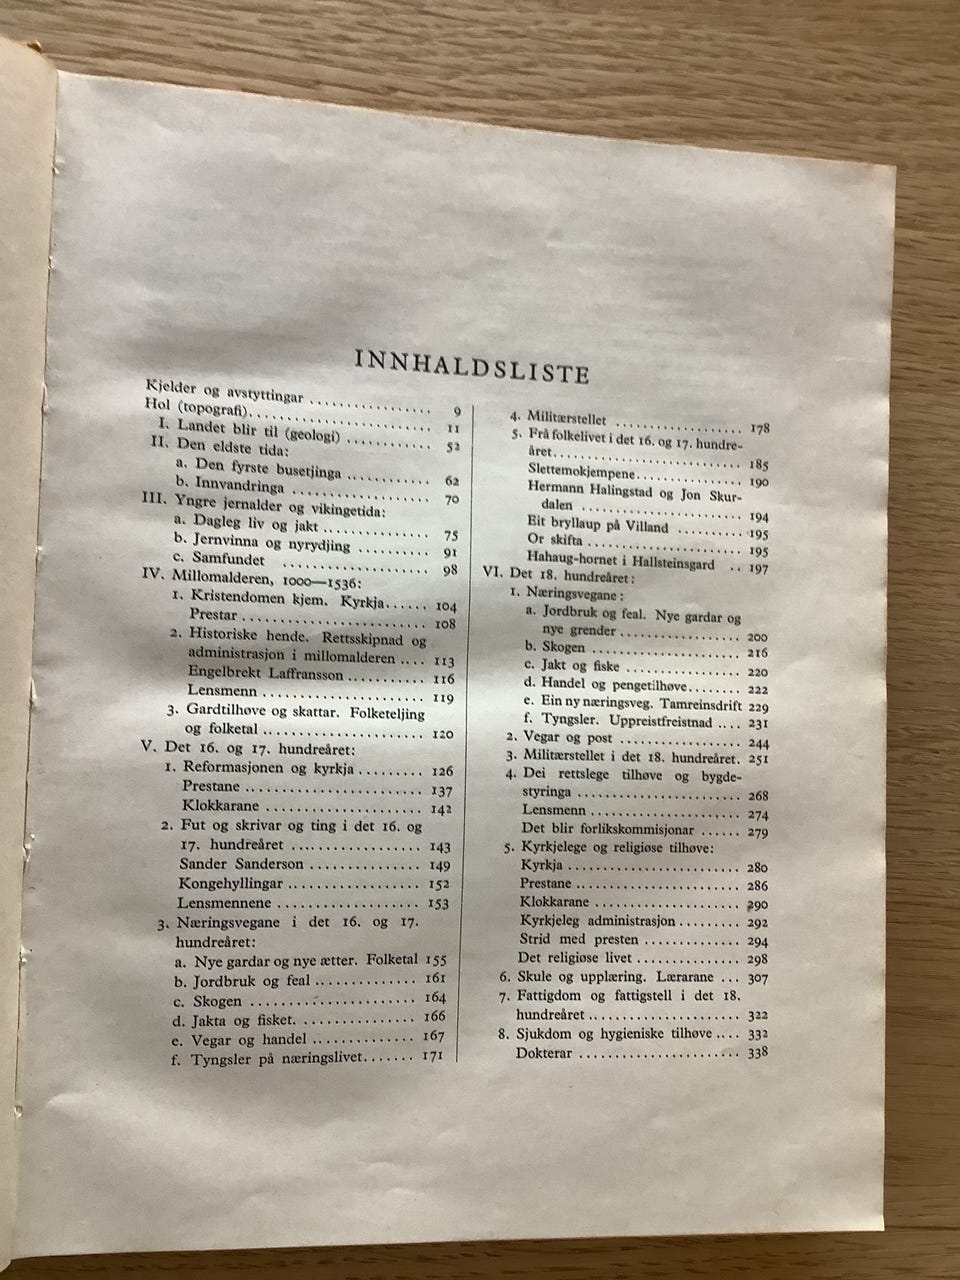 INNHALDSLISTE
Kjelder og avstyttingar ................ 9
Hol (topografi)......................... 11
I. Landet blir til (geologi) ........... 52
II. Den eldste tida:
a. Den fyrste busetjinga ........... 62
b. Innvandringa .................... 70
III. Yngre jernalder og vikingetida:
a. Dagleg liv og jakt .............. 75
b. Jernvinna og nyrydjing .......... 91
c. Samfundet ....................... 98
IV. Millomalderen, 1000—1536:
1. Kristendomen kjem. Kyrkja...... 104
Prestar ........................ 108
2. Historiske hende. Rettsskipnad og
administrasjon i millomalderen .... 113
Engelbrekt Laffransson ........... 116
Lensmenn ....................... 119
3. Gardtilhøve og skattar. Folketeljing
og folketal ...................... 120
V. Det 16. og 17. hundreåret:
1. Reformasjonen og kyrkja ......... 126
Prestane ........................ 137
Klokkarane ...................... 142
2. Fut og skrivar og ting i det 16. og
17. hundreåret ................... 143
Sander Sanderson ................ 149
Kongehyllingar ................... 152
Lensmennene .................... 153
3. Næringsvegane i det 16. og 17.
hundreåret:
a. Nye gardar og nye ætter. Folketal 155
b. Jordbruk og feal ............... 161
c. Skogen ........................ 164
d. Jakta og fisket. ................ 166
e. Vegar og handel ................ 167
f. Tyngsler på næringslivet....... 171
4. Militærstellet .................... 178
5. Frå folkelivet i det 16. og 17. hundre-
året............................. 185
Slettemokjempene................. 190
Hermann Halingstad og Jon Skur-
dalen ........................... 194
Eit bryllaup på Villand .......... 195
Or skifta ....................... 195
Hahaug-hornet i Hallsteinsgard .. 197
VI. Det 18. hundreåret:
1. Næringsvegane:
a. Jordbruk og feal. Nye gardar og
nye grender .................... 200
b. Skogen ........................ 216
c. Jakt og fiske ................... 220
d. Handel og pengetilhøve........ 222
e. Ein ny næringsveg. Tamreinsdrift 229
f. Tyngsler. Uppreistfreistnad .... 231
2. Vegar og post .................... 244
3. Militærstellet i det 18. hundreåret. 251
4. Dei rettslege tilhøve og bygde-
styringa ......................... 268
Lensmenn ....................... 274
Det blir forlikskommisjonar ...... 279
5. Kyrkjelege og religiøse tilhøve:
Kyrkja .......................... 280
Prestane ........................ 286
Klokkarane ...................... 290
Kyrkjeleg administrasjon ......... 292
Strid med presten ............... 294
Det religiøse livet ............... 298
6. Skule og upplæring. Lærarane ... 307
7. Fattigdom og fattigstell i det 18.
hundreåret ....................... 322
8. Sjukdom og hygieniske tilhøve .... 332
Dokterar ........................ 338